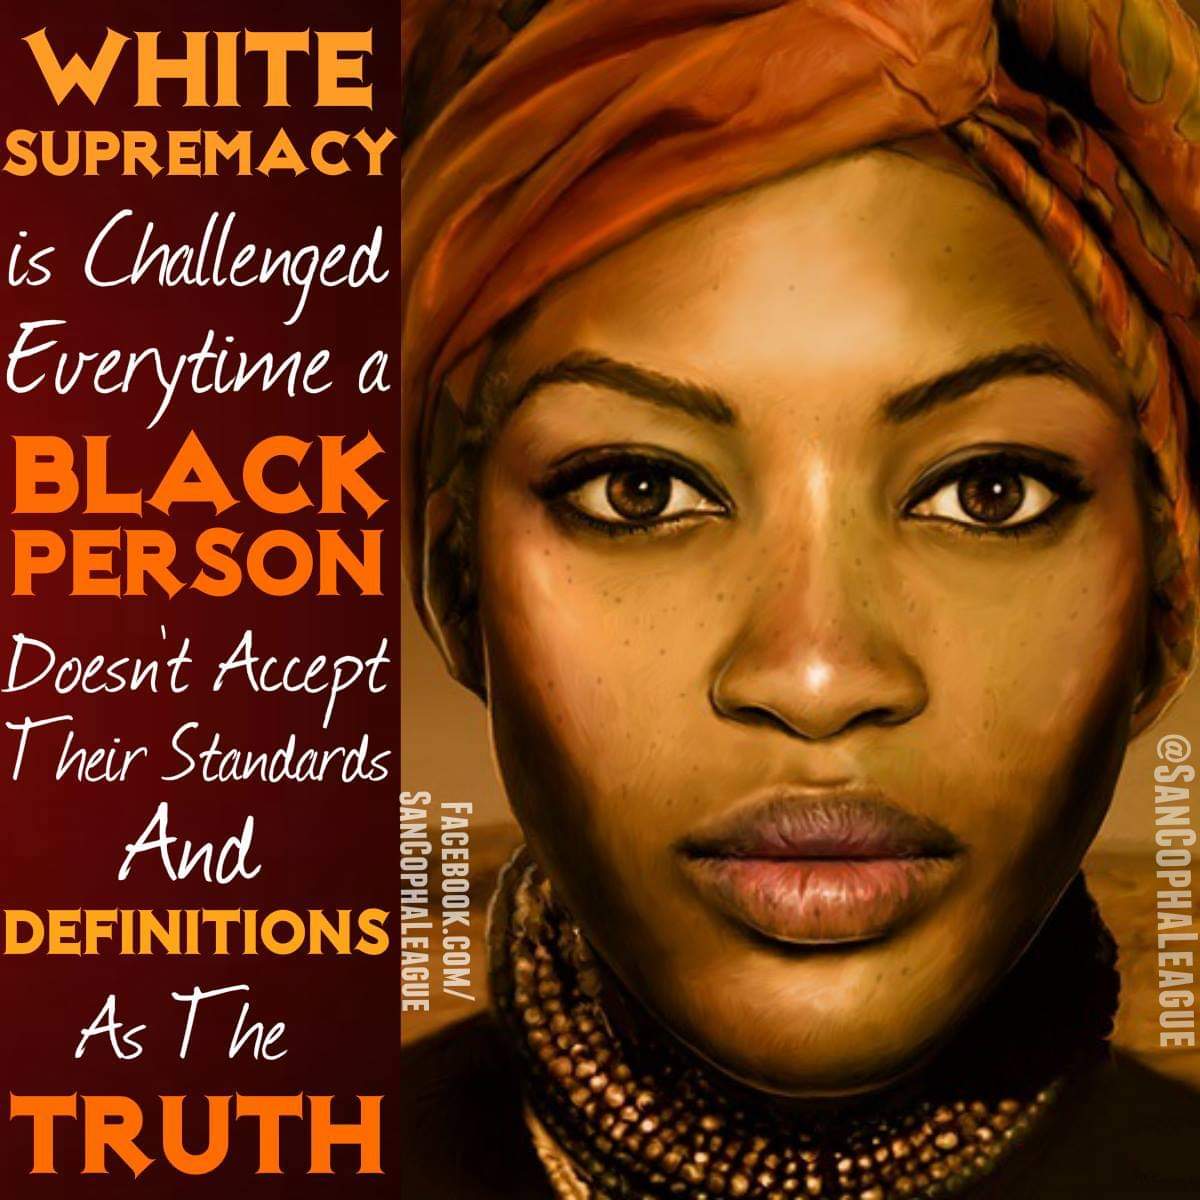 WHITE
SUPREMACY
is Challenged
Everytime a
BLACK
PERSON
Doesn't Accept
Their Standards
And
DEFINITIONS
As The
TRUTH
FACEBOOK.COM/
SANCOPHALEAGUE
@SANCOPHALEAGUE